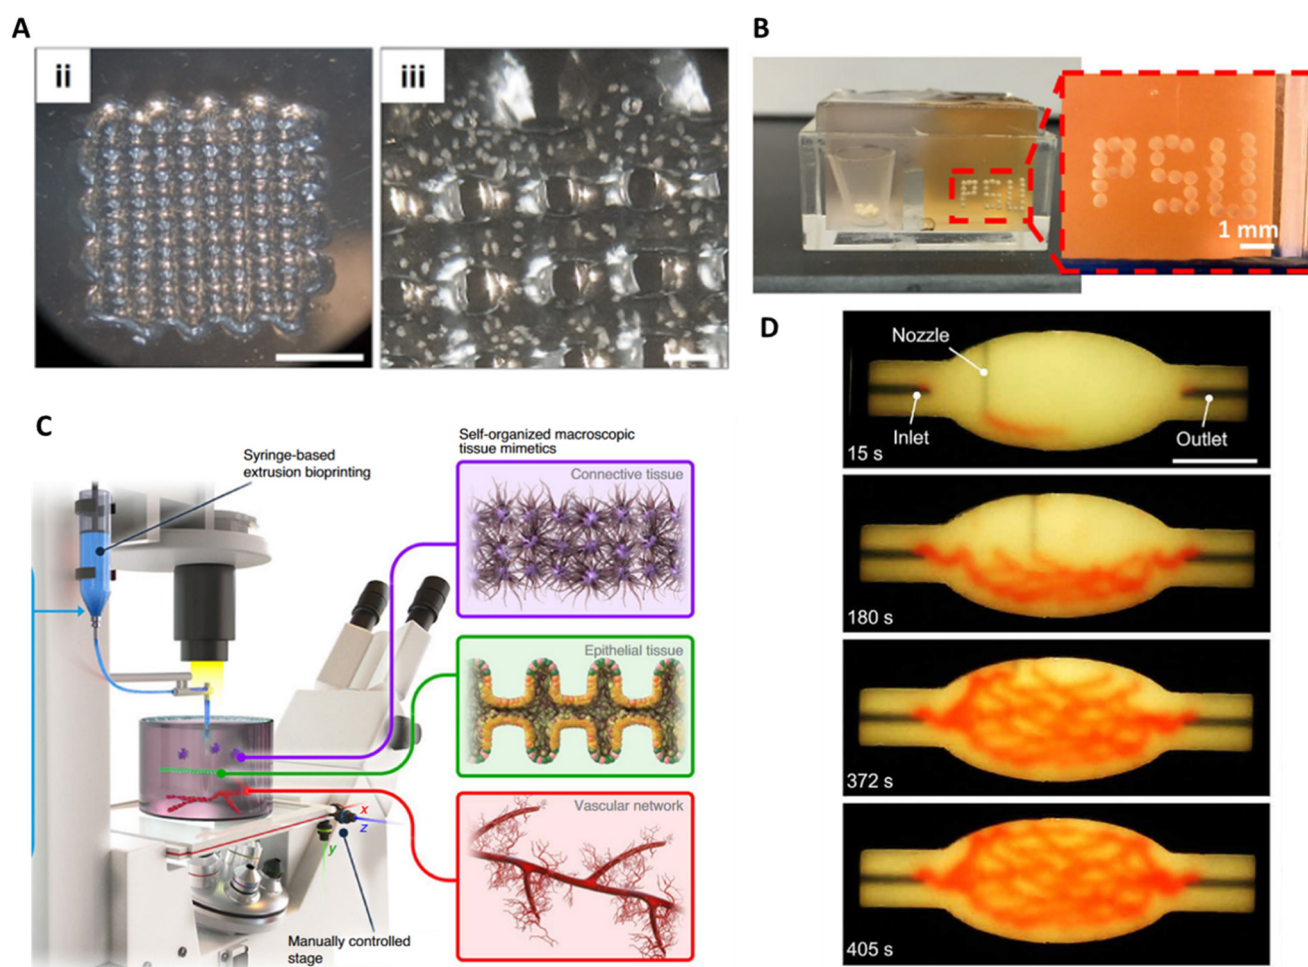 A
ii
iii
B
PSU
PSU
1 mm
C
Syringe-based
extrusion bioprinting
Self-organized macroscopic
tissue mimetics
Connective tissue
Epithelial tissue
Vascular network
x
z
y
Manually controlled
stage
D
Nozzle
Inlet
Outlet
15 s
180 s
372 s
405 s